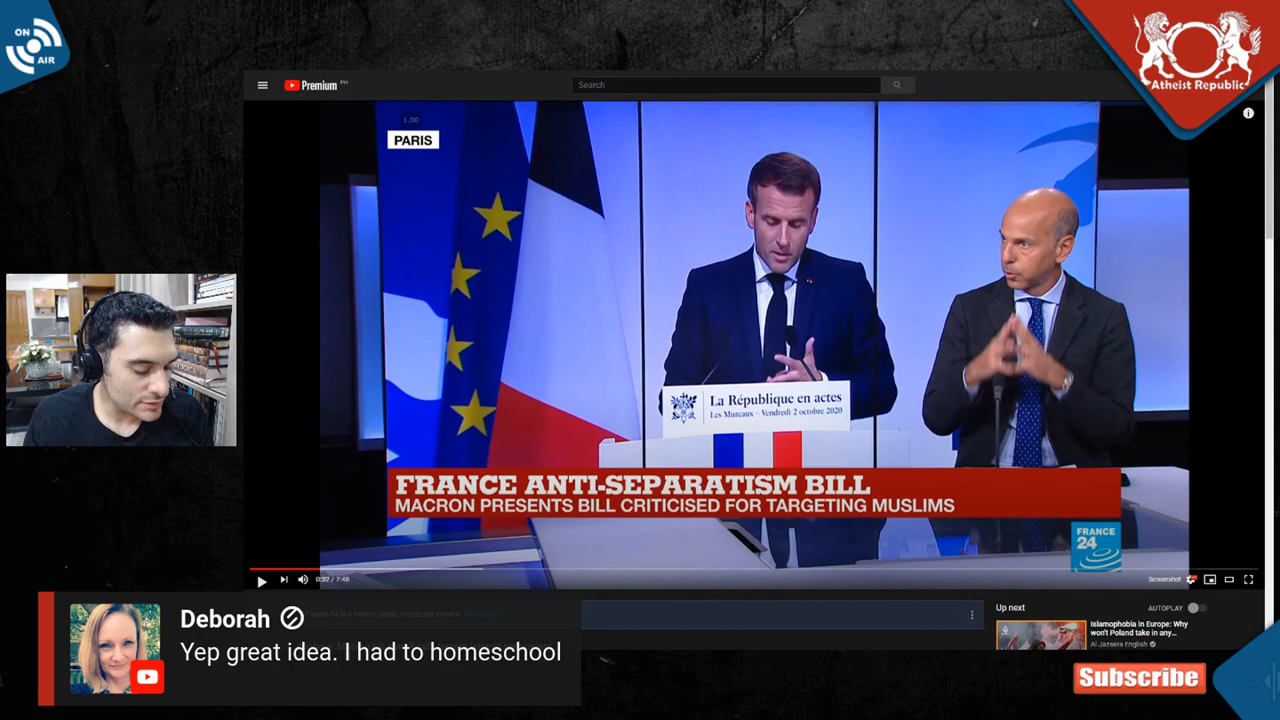 ON
AIR
Premium PH
Search
Atheist Republic
1.00
PARIS
La République en actes
Les Mureaux – Vendredi 2 octobre 2020
FRANCE ANTI-SEPARATISM BILL
MACRON PRESENTS BILL CRITICISED FOR TARGETING MUSLIMS
FRANCE
24
0:32 / 7:48
Screenshot
Deborah
Yep great idea. I had to homeschool
Up next
AUTOPLAY
Islamophobia in Europe: Why
won't Poland take in any...
Al Jazeera English
Subscribe